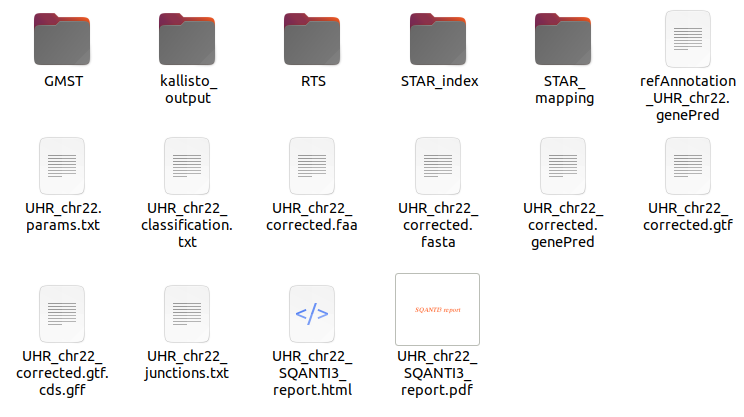 GMST
kallisto_
output
RTS
STAR_index
STAR_
mapping
refAnnotation
_UHR_chr22.
genePred
UHR_chr22.
params.txt
UHR_chr22_
classification.
txt
UHR_chr22_
corrected.faa
UHR_chr22_
corrected.
fasta
UHR_chr22_
corrected.
genePred
UHR_chr22_
corrected.gtf
UHR_chr22_
corrected.gtf.
cds.gff
UHR_chr22_
junctions.txt
</>
UHR_chr22_
SQANTI3_
report.html
SQANTI3 report
UHR_chr22_
SQANTI3_
report.pdf